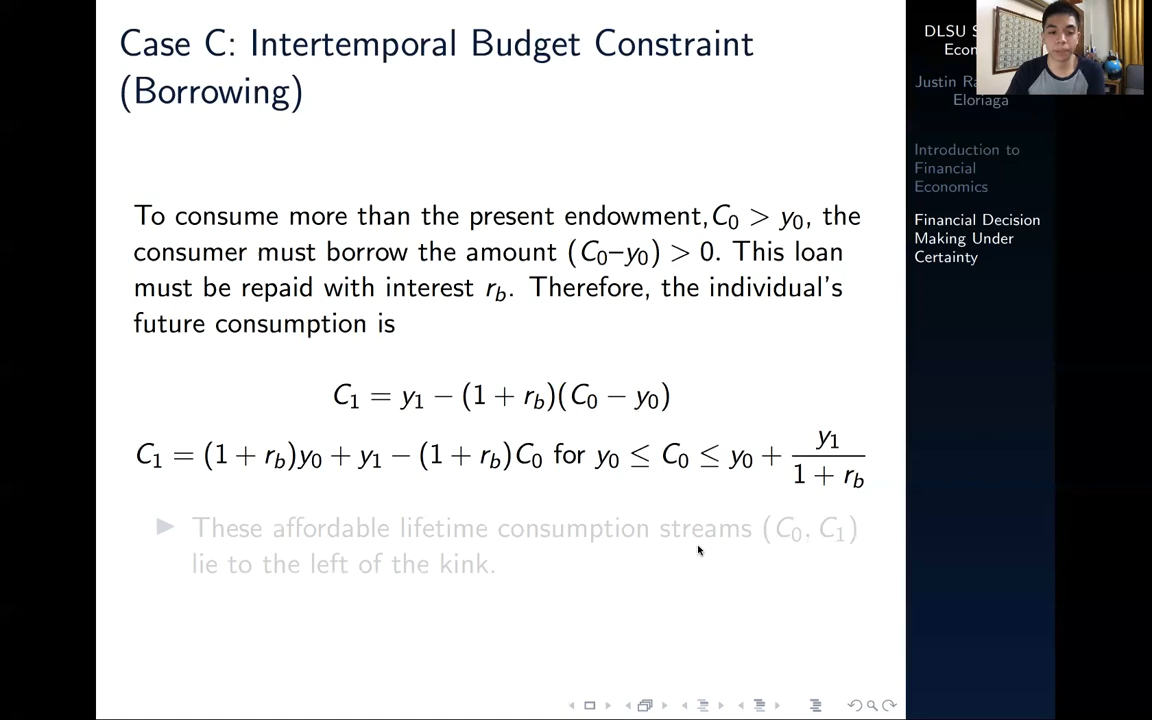 Case C: Intertemporal Budget Constraint
(Borrowing)
To consume more than the present endowment,C₀ > y₀, the
consumer must borrow the amount (C₀–y₀) > 0. This loan
must be repaid with interest r_b. Therefore, the individual's
future consumption is
C₁ = y₁ − (1 + r_b)(C₀ − y₀)
C₁ = (1 + r_b)y₀ + y₁ − (1 + r_b)C₀ for y₀ ≤ C₀ ≤ y₀ + y₁/(1 + r_b)
▶ These affordable lifetime consumption streams (C₀, C₁)
lie to the left of the kink.
DLSU
Justin
Eloriaga
Introduction to
Financial
Economics
Financial Decision
Making Under
Certainty